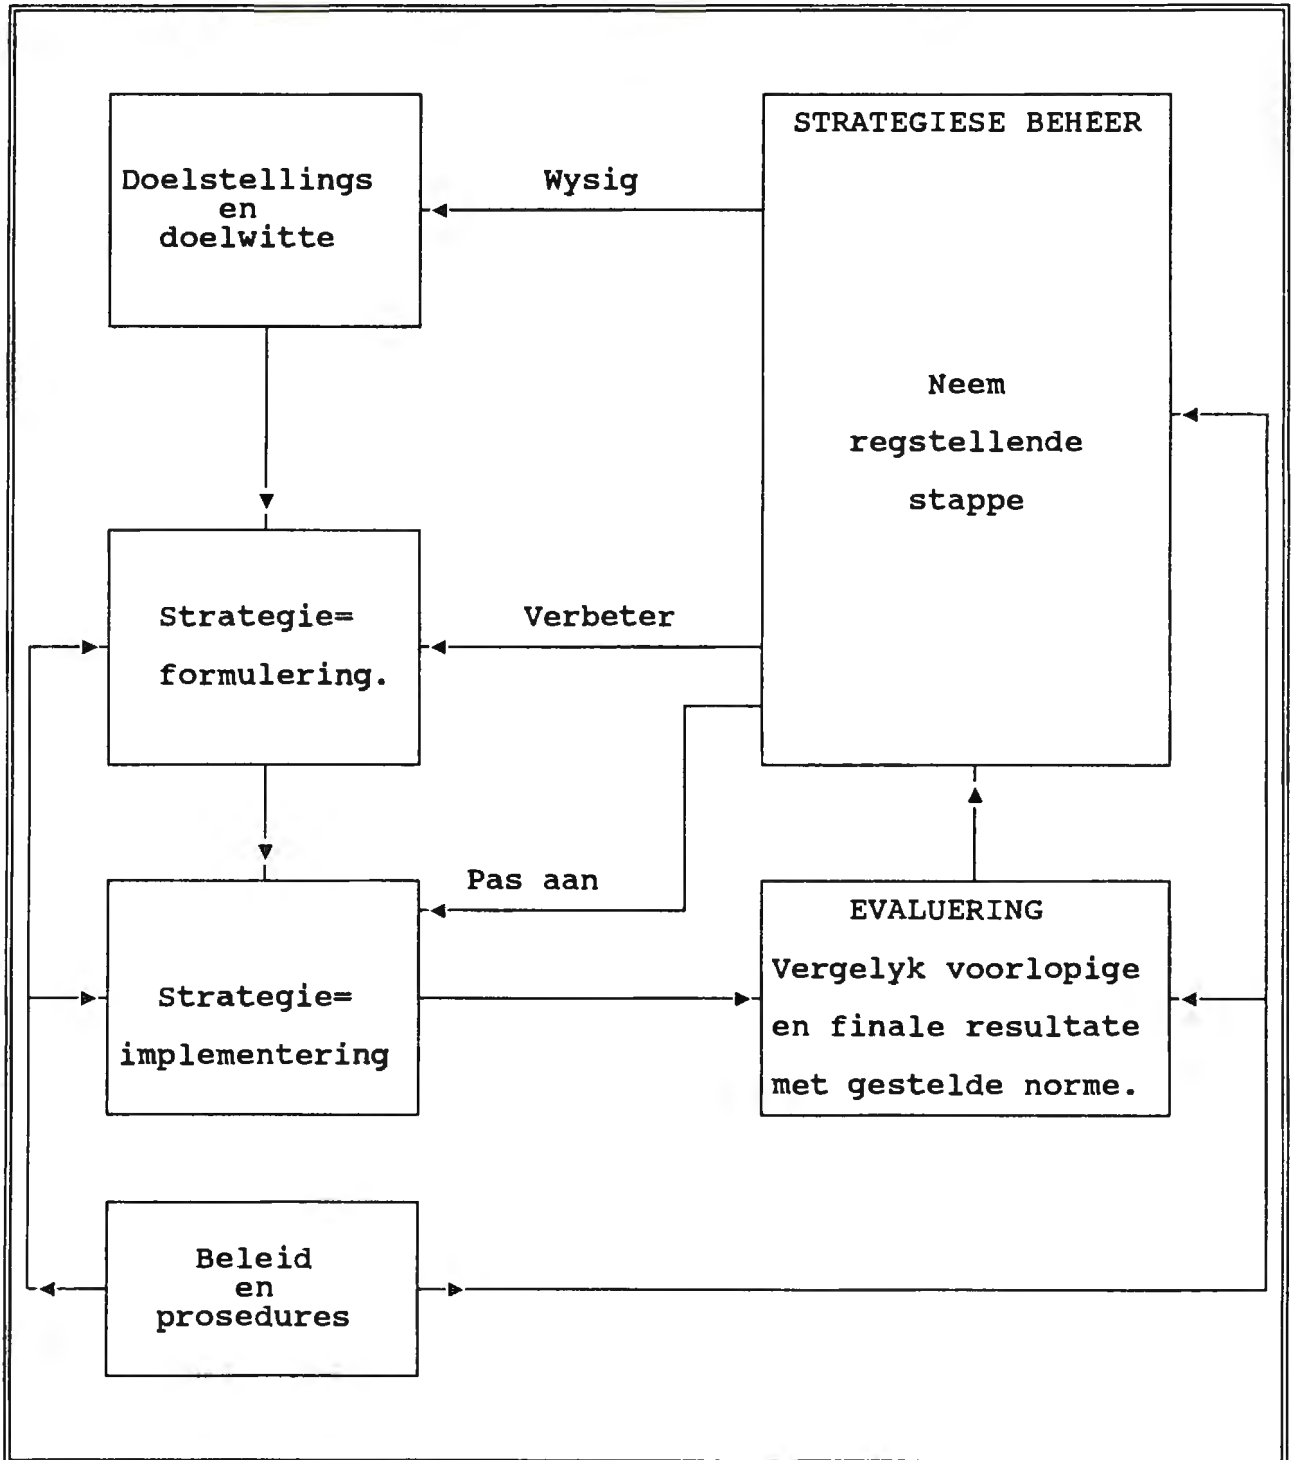 Doelstellings
en
doelwitte
Wysig
STRATEGIESE BEHEER
Neem
regstellende
stappe
Strategie=
formulering.
Verbeter
Pas aan
Strategie=
implementering
EVALUERING
Vergelyk voorlopige
en finale resultate
met gestelde norme.
Beleid
en
prosedures